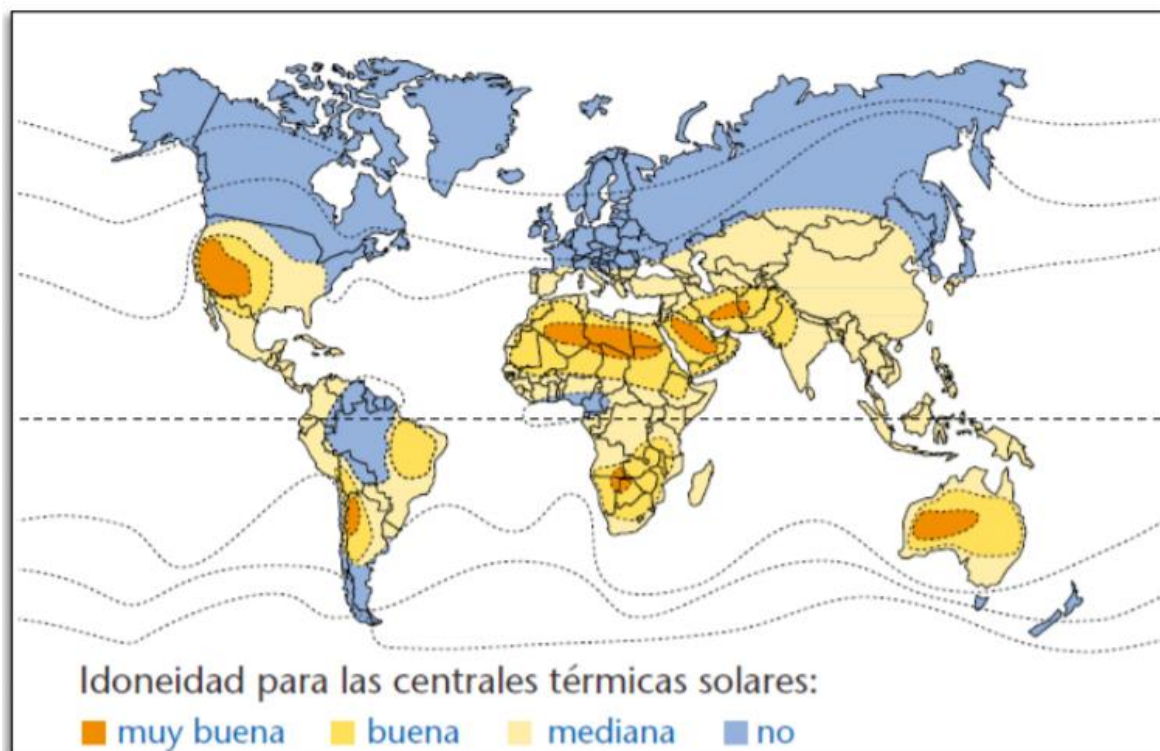 Idoneidad para las centrales térmicas solares:
muy buena buena mediana no